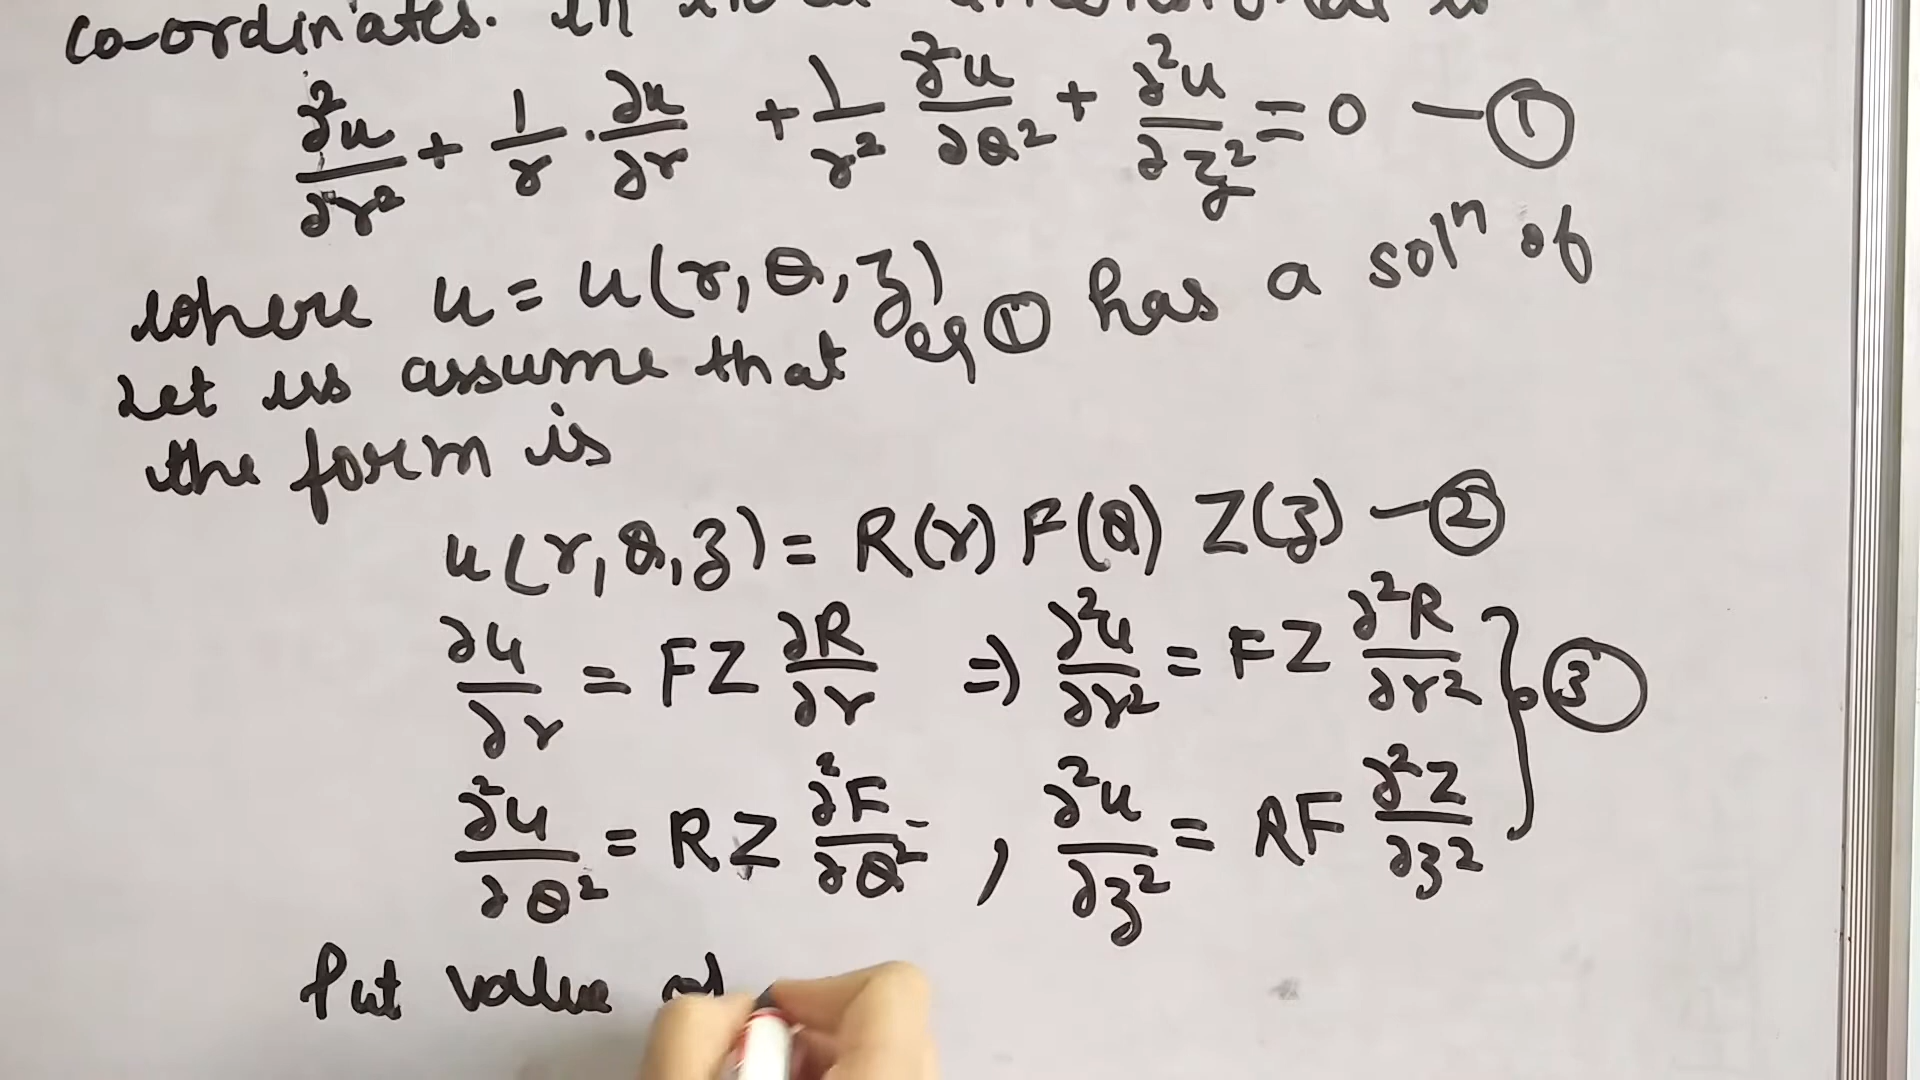 co-ordinates. In
∂²u/∂r² + 1/r · ∂u/∂r + 1/r² ∂²u/∂θ² + ∂²u/∂z² = 0 — ①
where u = u(r, θ, z)
Let us assume that eq ① has a solⁿ of
the form is
u(r, θ, z) = R(r) F(θ) Z(z) — ②
∂u/∂r = FZ ∂R/∂r ⇒ ∂²u/∂r² = FZ ∂²R/∂r² } ③
∂²u/∂θ² = RZ ∂²F/∂θ² , ∂²u/∂z² = RF ∂²Z/∂z²
Put value of